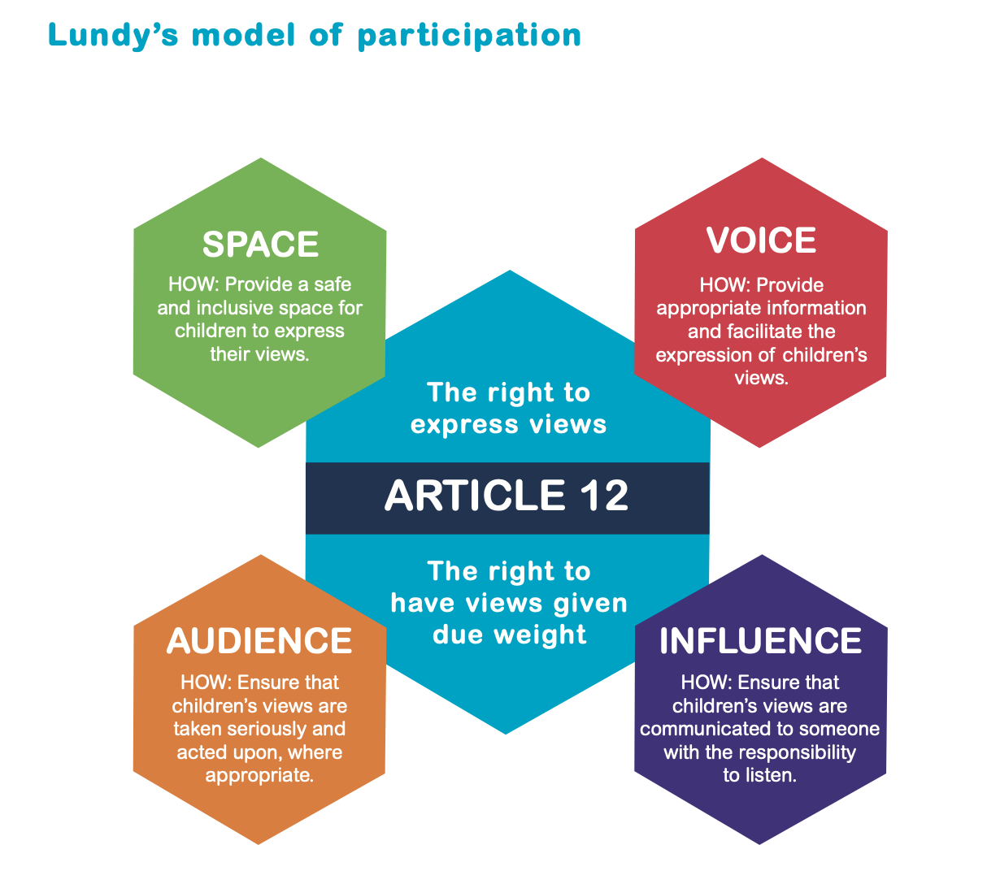 Lundy’s model of participation
SPACE
HOW: Provide a safe
and inclusive space for
children to express
their views.
VOICE
HOW: Provide
appropriate information
and facilitate the
expression of children’s
views.
The right to
express views
ARTICLE 12
The right to
have views given
due weight
AUDIENCE
HOW: Ensure that
children’s views are
taken seriously and
acted upon, where
appropriate.
INFLUENCE
HOW: Ensure that
children’s views are
communicated to someone
with the responsibility
to listen.